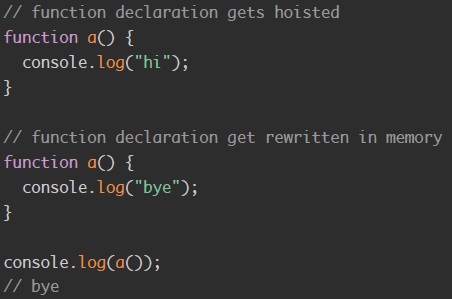 // function declaration gets hoisted
function a() {
  console.log("hi");
}

// function declaration get rewritten in memory
function a() {
  console.log("bye");
}

console.log(a());
// bye